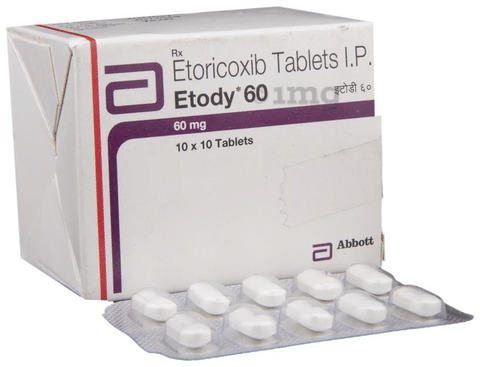 Rx
Etoricoxib Tablets I.P.
Etody*60
इटोडी ६०
1mg
60 mg
10 x 10 Tablets
Abbott